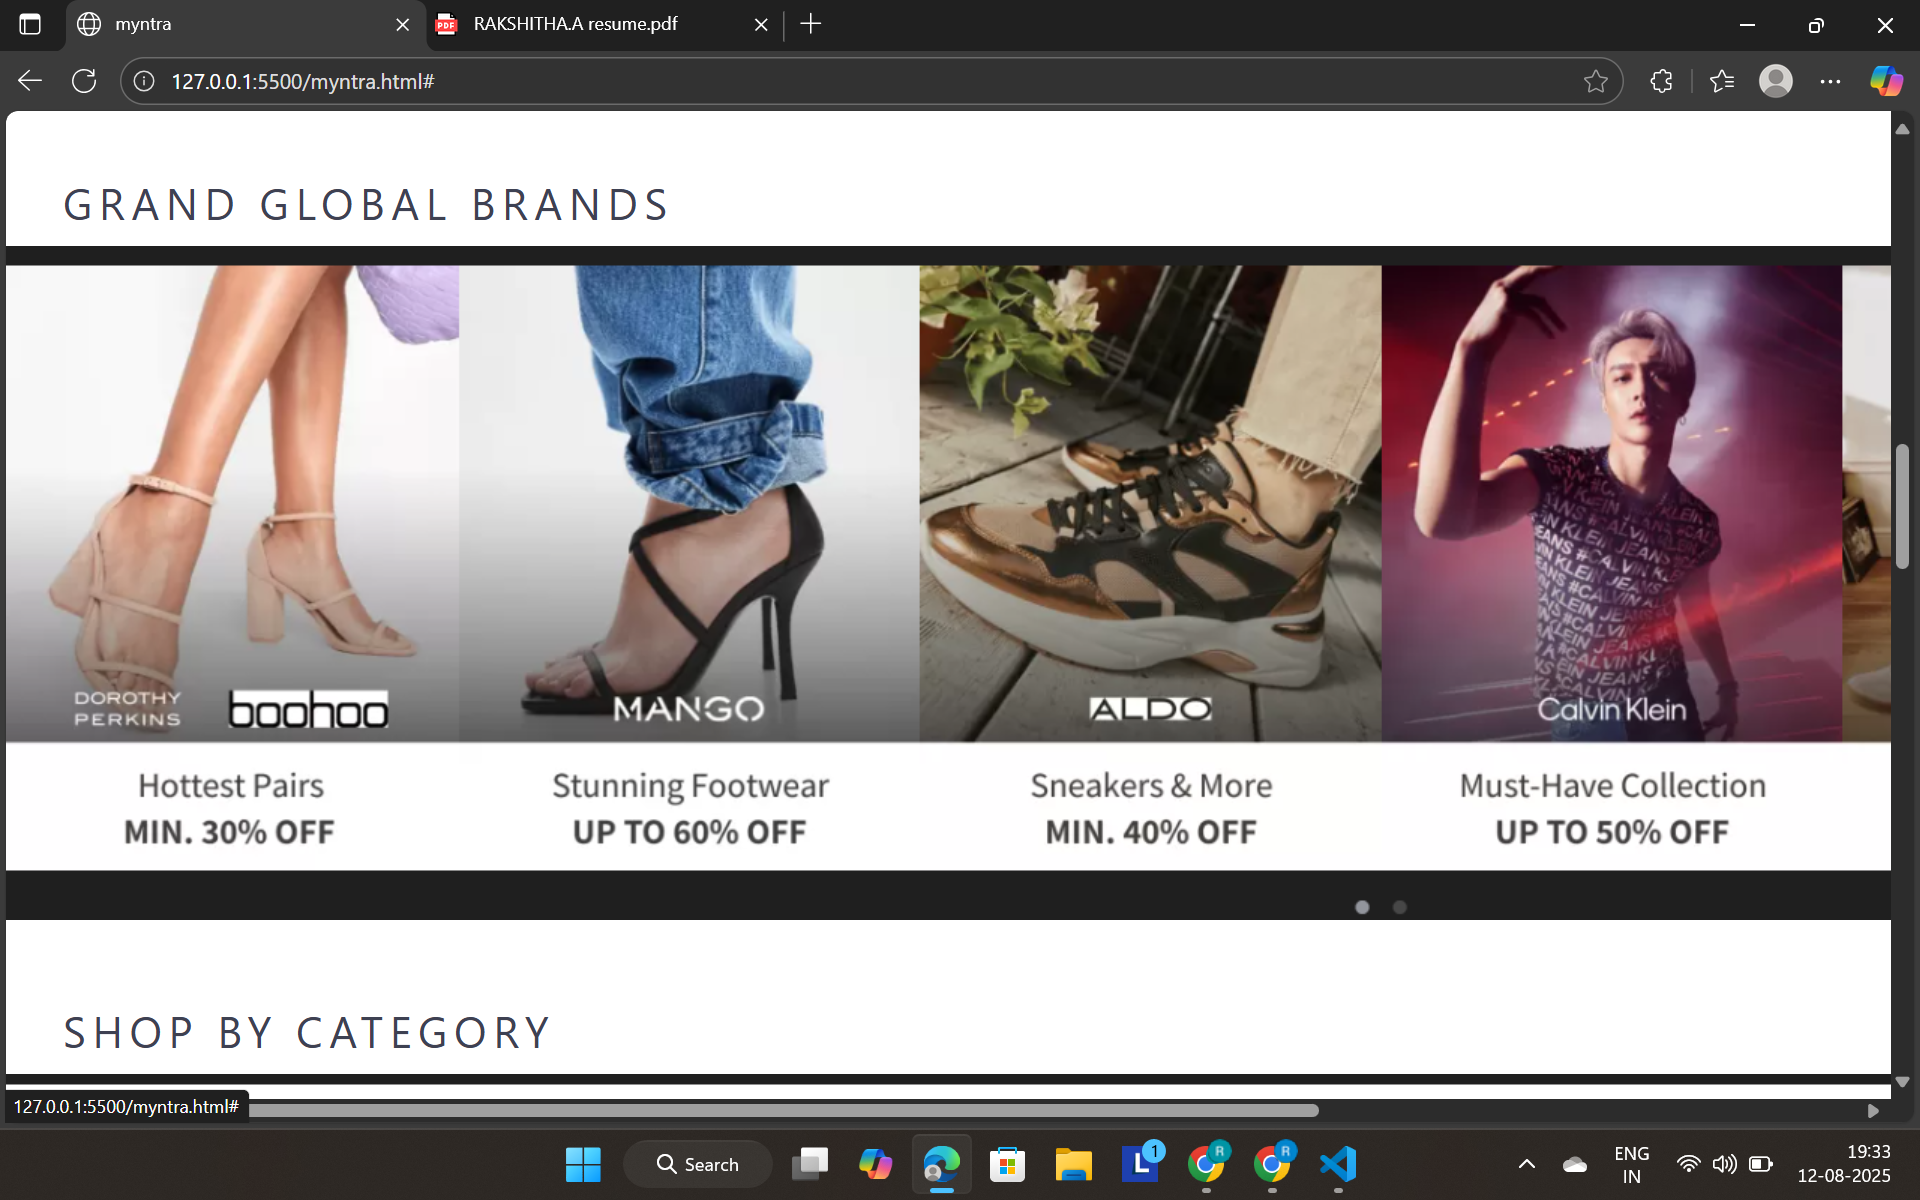 myntra
RAKSHITHA.A resume.pdf
127.0.0.1:5500/myntra.html#
GRAND GLOBAL BRANDS
DOROTHY
PERKINS
boohoo
MANGO
ALDO
Calvin Klein
Hottest Pairs
MIN. 30% OFF
Stunning Footwear
UP TO 60% OFF
Sneakers & More
MIN. 40% OFF
Must-Have Collection
UP TO 50% OFF
SHOP BY CATEGORY
127.0.0.1:5500/myntra.html#
Search
L
1
R
R
ENG
IN
19:33
12-08-2025